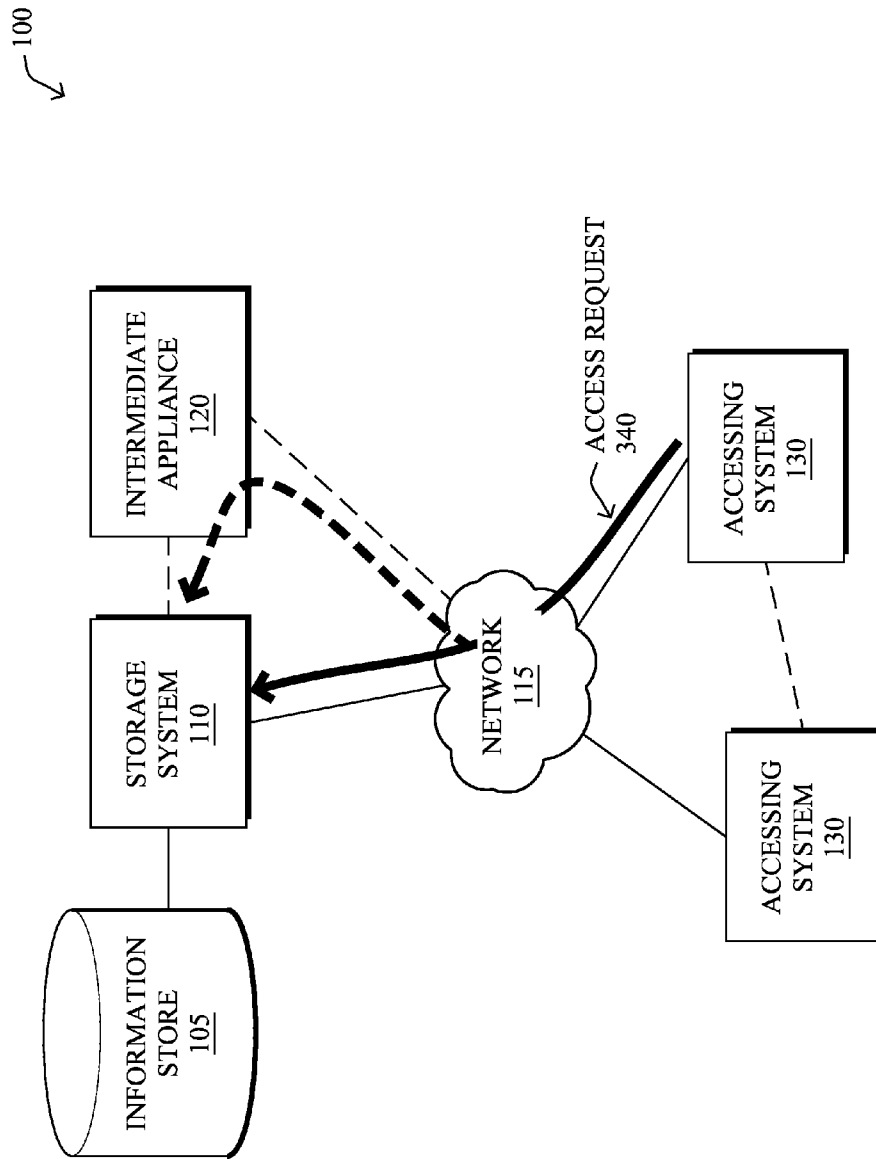 100
INFORMATION
STORE
105
STORAGE
SYSTEM
110
INTERMEDIATE
APPLIANCE
120
NETWORK
115
ACCESS REQUEST
340
ACCESSING
SYSTEM
130
ACCESSING
SYSTEM
130